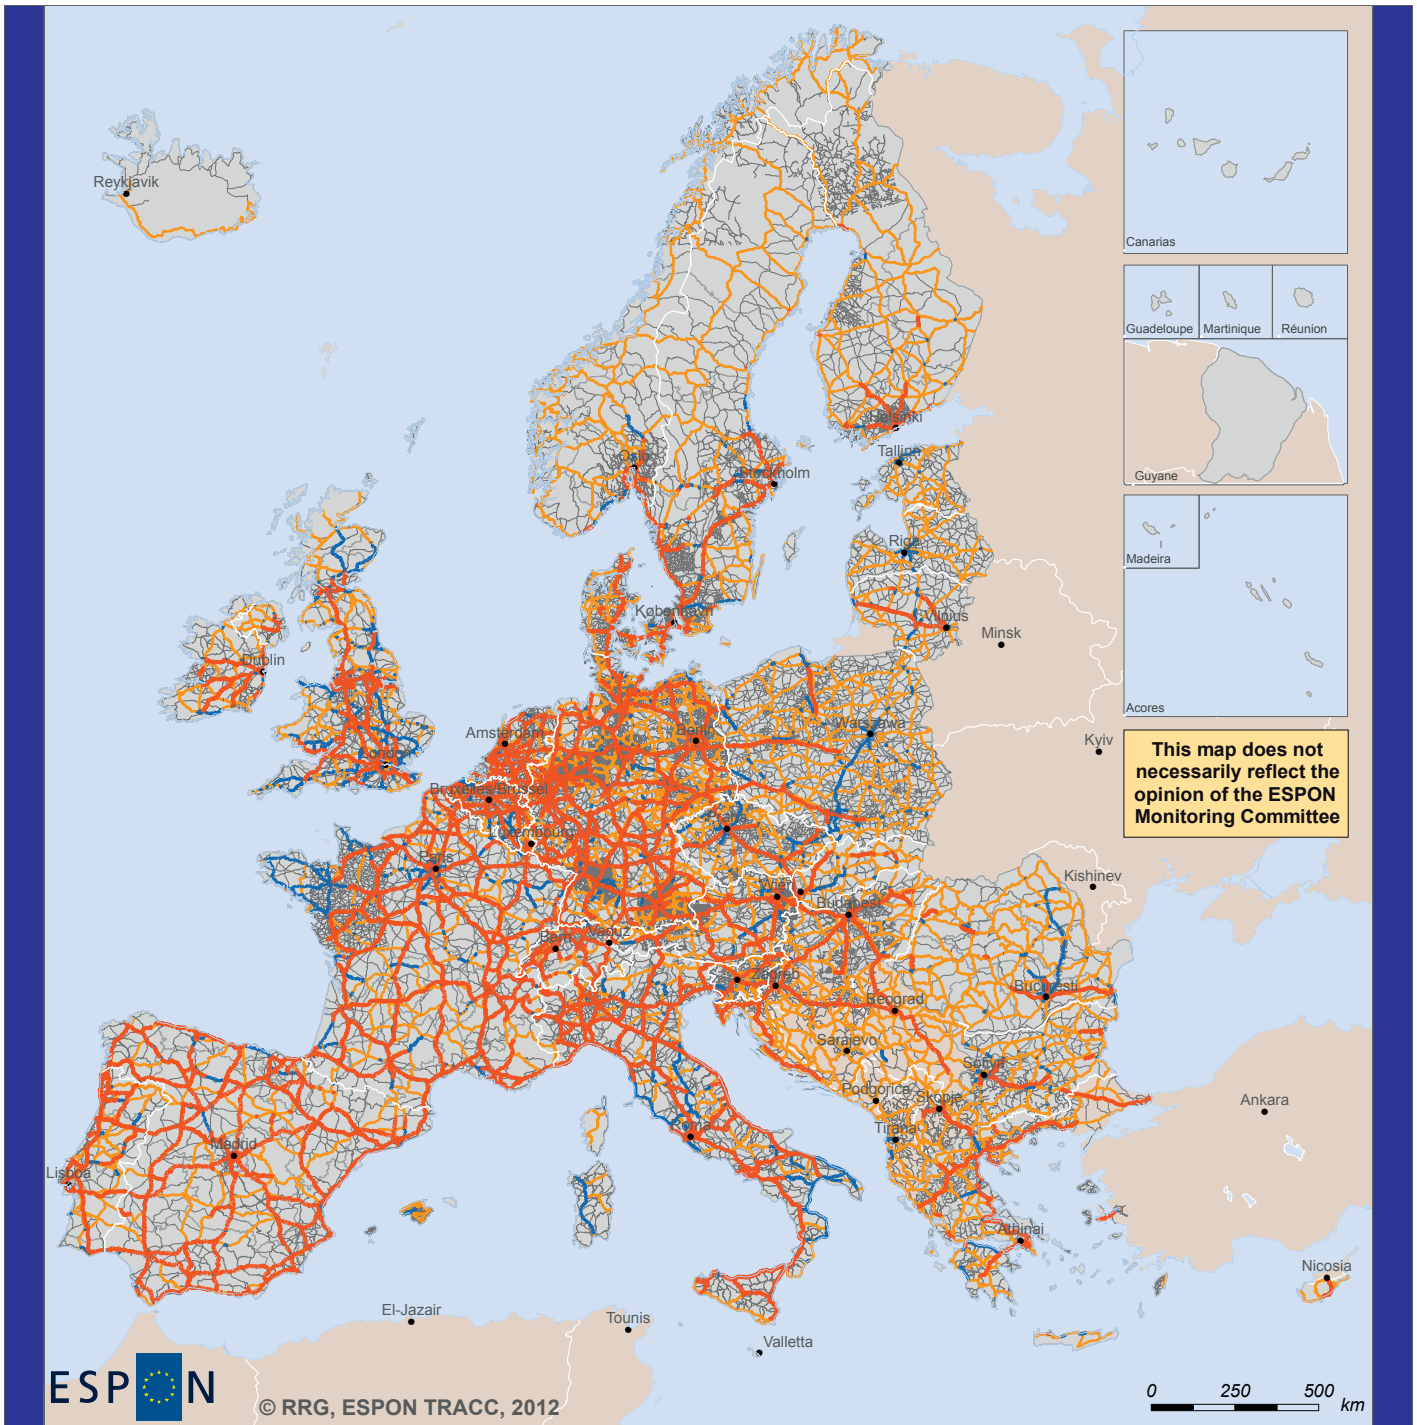 Reykjavik
Canarias
Guadeloupe
Martinique
Réunion
Guyane
Madeira
Acores
This map does not
necessarily reflect the
opinion of the ESPON
Monitoring Committee
Helsinki
Tallinn
Oslo
Stockholm
Riga
København
Vilnius
Minsk
Dublin
London
Amsterdam
Berlin
Warszawa
Kyiv
Bruxelles/Brussel
Luxembourg
Praha
Paris
Kishinev
Wien
Budapest
Bern
Vaduz
Zagreb
Bucuresti
Beograd
Sarajevo
Sofiya
Podgorica
Skopje
Tirana
Roma
Ankara
Madrid
Lisboa
Athinai
Nicosia
El-Jazair
Tounis
Valletta
ESPON
© RRG, ESPON TRACC, 2012
0 250 500
km